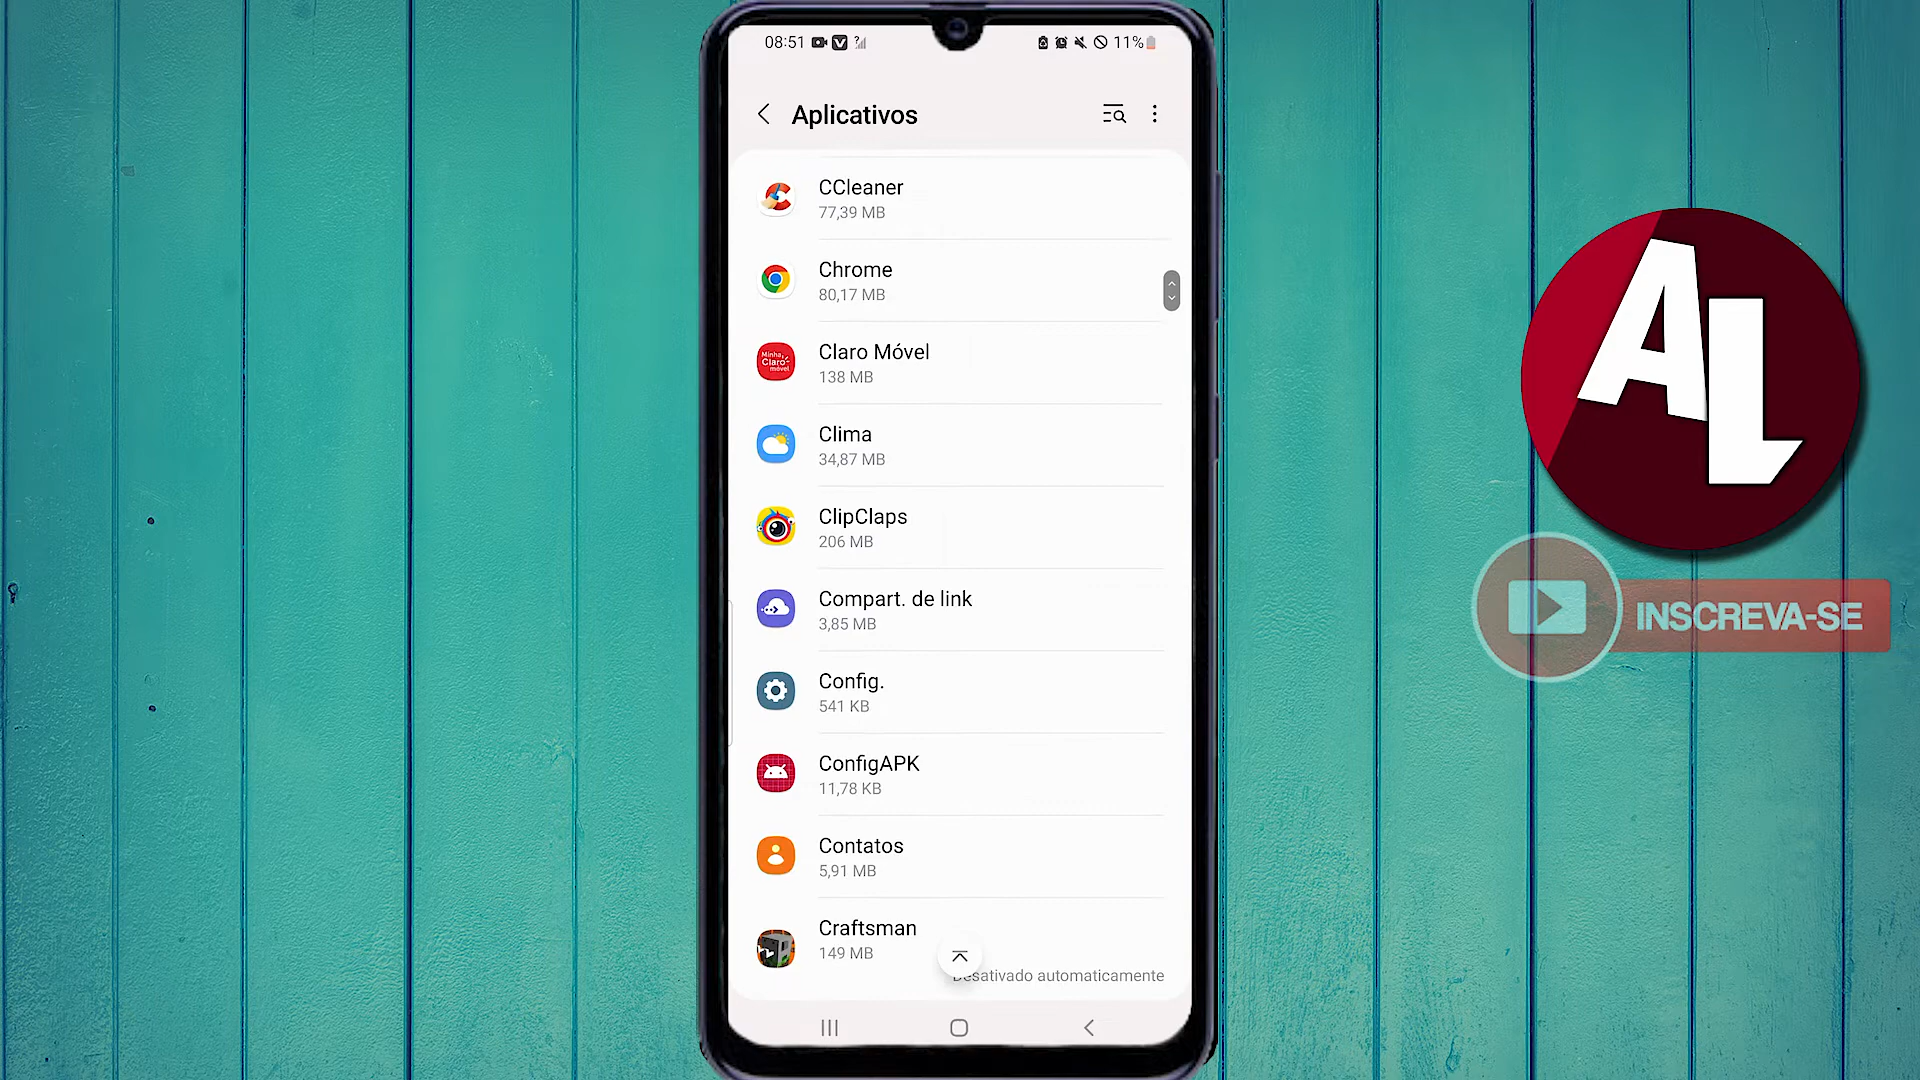 08:51
11%
Aplicativos
CCleaner
77,39 MB
Chrome
80,17 MB
Minha
Claro
móvel
Claro Móvel
138 MB
Clima
34,87 MB
ClipClaps
206 MB
Compart. de link
3,85 MB
Config.
541 KB
ConfigAPK
11,78 KB
Contatos
5,91 MB
Craftsman
149 MB
Desativado automaticamente
AL
INSCREVA-SE